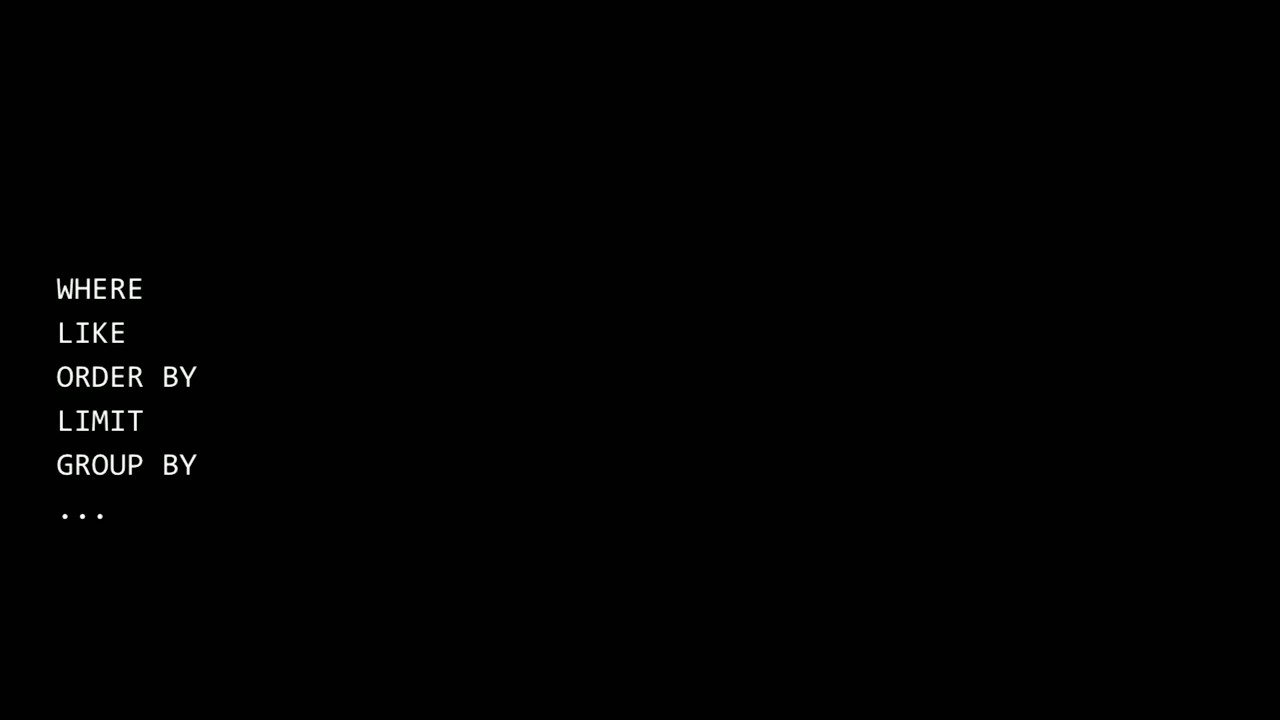 WHERE
LIKE
ORDER BY
LIMIT
GROUP BY
...